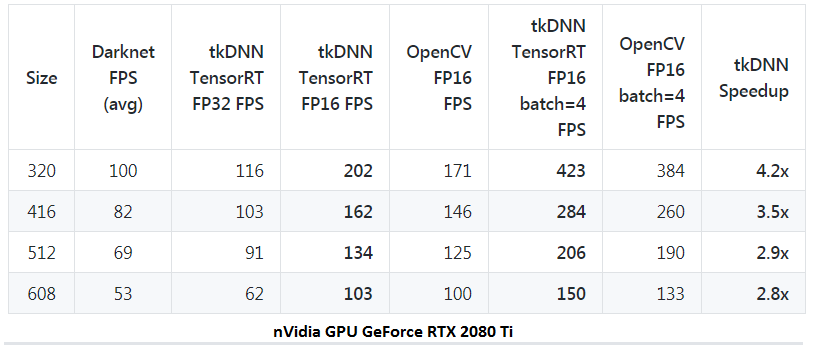 Size Darknet FPS (avg) tkDNN TensorRT FP32 FPS tkDNN TensorRT FP16 FPS OpenCV FP16 FPS tkDNN TensorRT FP16 batch=4 FPS OpenCV FP16 batch=4 FPS tkDNN Speedup
320 100 116 202 171 423 384 4.2x
416 82 103 162 146 284 260 3.5x
512 69 91 134 125 206 190 2.9x
608 53 62 103 100 150 133 2.8x
nVidia GPU GeForce RTX 2080 Ti